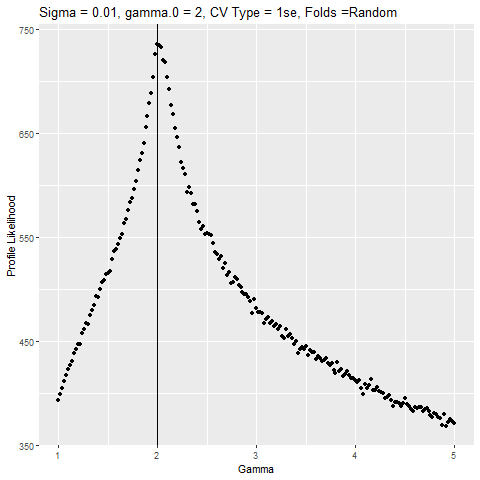 Sigma = 0.01, gamma.0 = 2, CV Type = 1se, Folds =Random
750
650
550
450
350
Profile Likelihood
1 2 3 4 5
Gamma